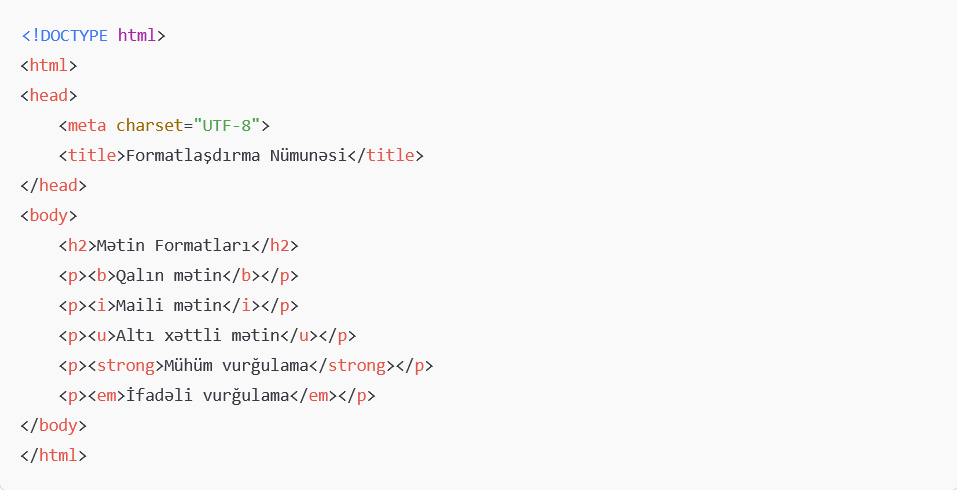 <!DOCTYPE html>
<html>
<head>
    <meta charset="UTF-8">
    <title>Formatlaşdırma Nümunəsi</title>
</head>
<body>
    <h2>Mətin Formatları</h2>
    <p><b>Qalın mətin</b></p>
    <p><i>Maili mətin</i></p>
    <p><u>Altı xəttli mətin</u></p>
    <p><strong>Mühüm vurğulama</strong></p>
    <p><em>İfadəli vurğulama</em></p>
</body>
</html>